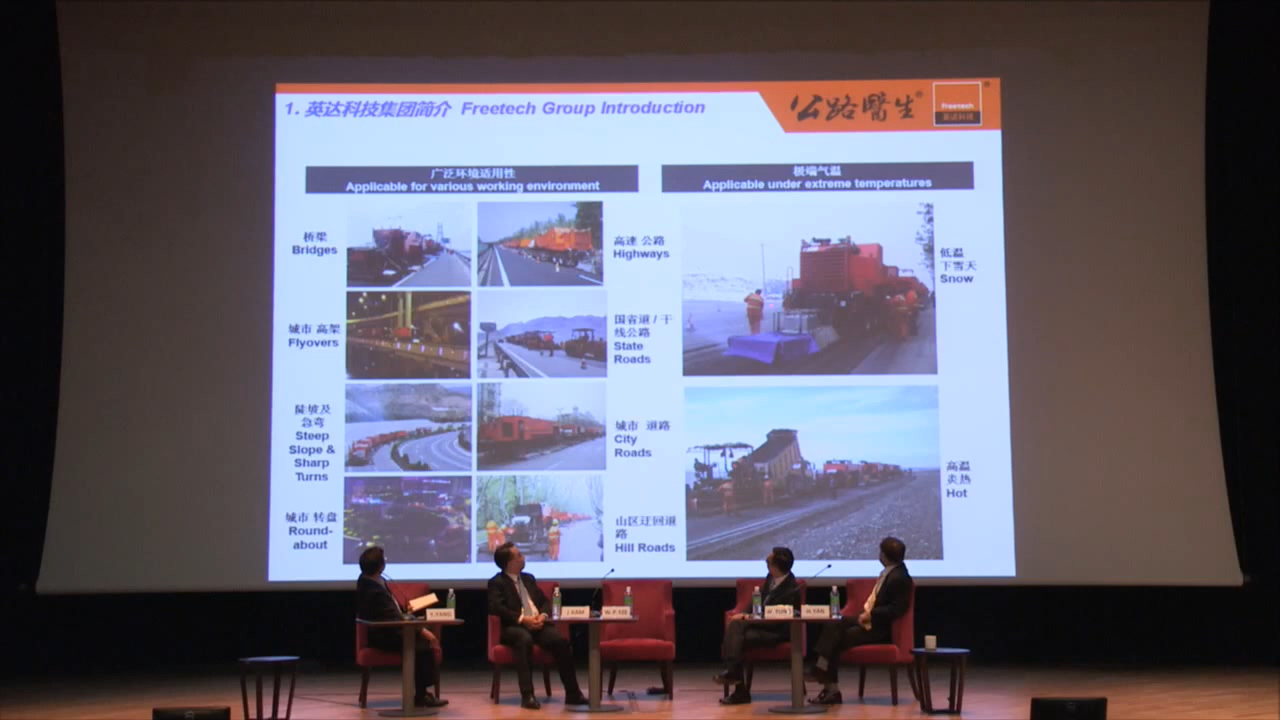 1. 英达科技集团简介 Freetech Group Introduction
公路醫生®
Freetech
英达科技
®
广泛环境适用性
Applicable for various working environment
极端气温
Applicable under extreme temperatures
桥梁
Bridges
高速 公路
Highways
低温
下雪天
Snow
城市 高架
Flyovers
国省道 / 干
线公路
State
Roads
陡坡及
急弯
Steep
Slope &
Sharp
Turns
城市 道路
City
Roads
高温
炎热
Hot
城市 转盘
Round-
about
山区迂回道
路
Hill Roads